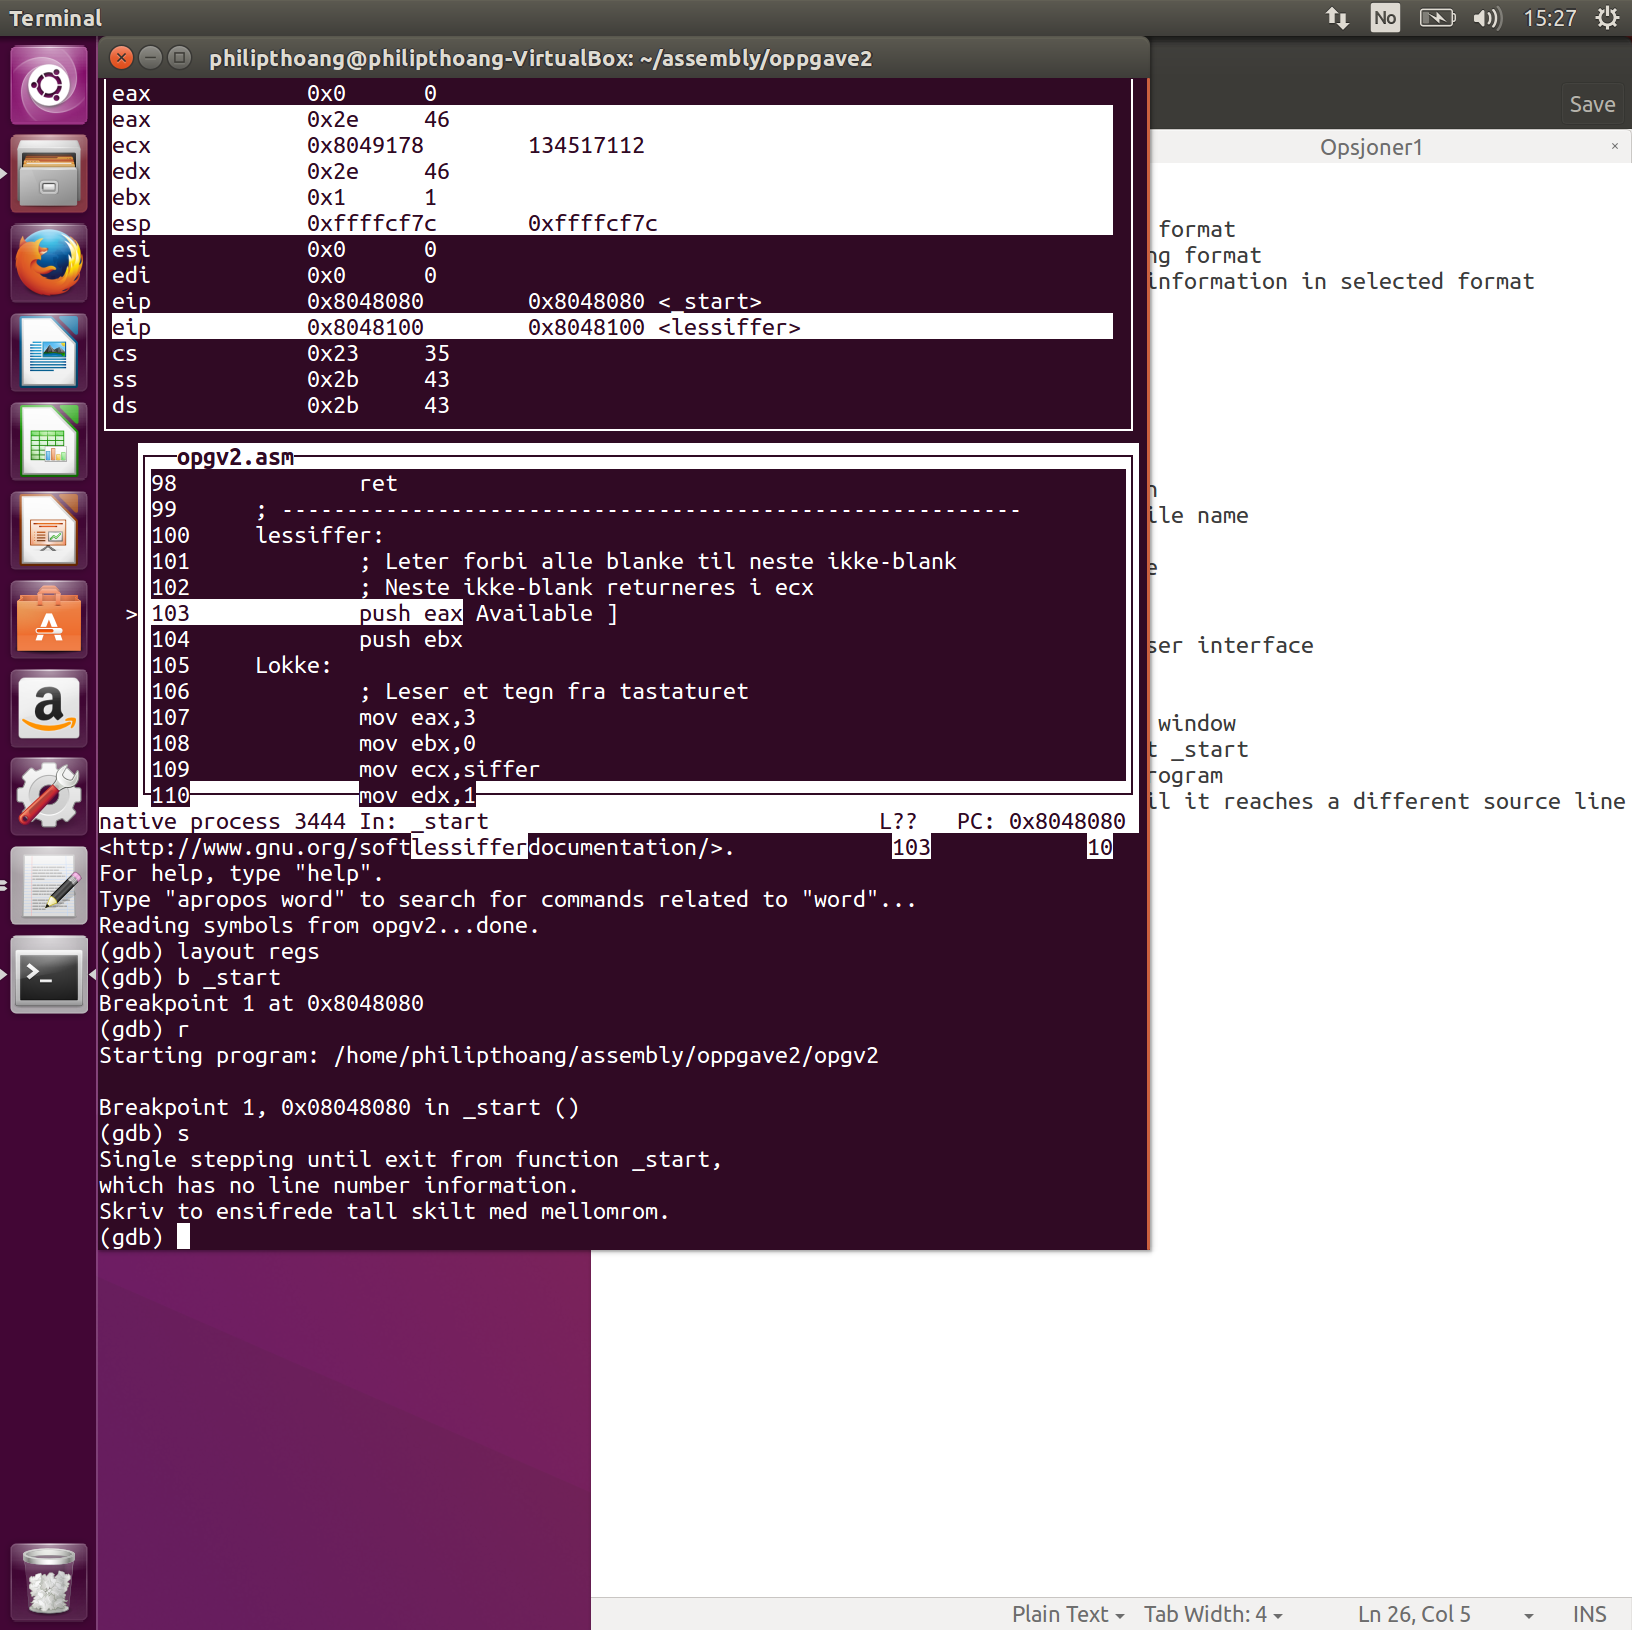 Terminal
No
15:27
philipthoang@philipthoang-VirtualBox: ~/assembly/oppgave2
Save
Opsjoner1 ×
eax 0x0 0
eax 0x2e 46
ecx 0x8049178 134517112
edx 0x2e 46
ebx 0x1 1
esp 0xffffcf7c 0xffffcf7c
esi 0x0 0
edi 0x0 0
eip 0x8048080 0x8048080 <_start>
eip 0x8048100 0x8048100 <lessiffer>
cs 0x23 35
ss 0x2b 43
ds 0x2b 43
opgv2.asm
98 ret
99 ; ---------------------------------------------------------
100 lessiffer:
101 ; Leter forbi alle blanke til neste ikke-blank
102 ; Neste ikke-blank returneres i ecx
> 103 push eax Available ]
104 push ebx
105 Lokke:
106 ; Leser et tegn fra tastaturet
107 mov eax,3
108 mov ebx,0
109 mov ecx,siffer
110 mov edx,1
native process 3444 In: _start L?? PC: 0x8048080
<http://www.gnu.org/softlessifferdocumentation/>. 103 10
For help, type "help".
Type "apropos word" to search for commands related to "word"...
Reading symbols from opgv2...done.
(gdb) layout regs
(gdb) b _start
Breakpoint 1 at 0x8048080
(gdb) r
Starting program: /home/philipthoang/assembly/oppgave2/opgv2
Breakpoint 1, 0x08048080 in _start ()
(gdb) s
Single stepping until exit from function _start,
which has no line number information.
Skriv to ensifrede tall skilt med mellomrom.
(gdb)
format
ng format
information in selected format
n
ile name
e
ser interface
window
t _start
rogram
il it reaches a different source line
Plain Text Tab Width: 4 Ln 26, Col 5 INS